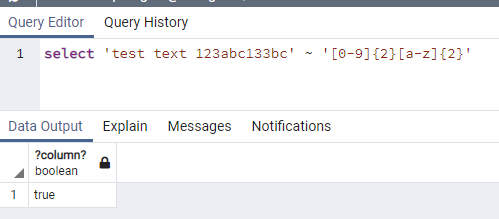 Query Editor Query History
1 select 'test text 123abc133bc' ~ '[0-9]{2}[a-z]{2}'
Data Output Explain Messages Notifications
?column?
boolean
1 true